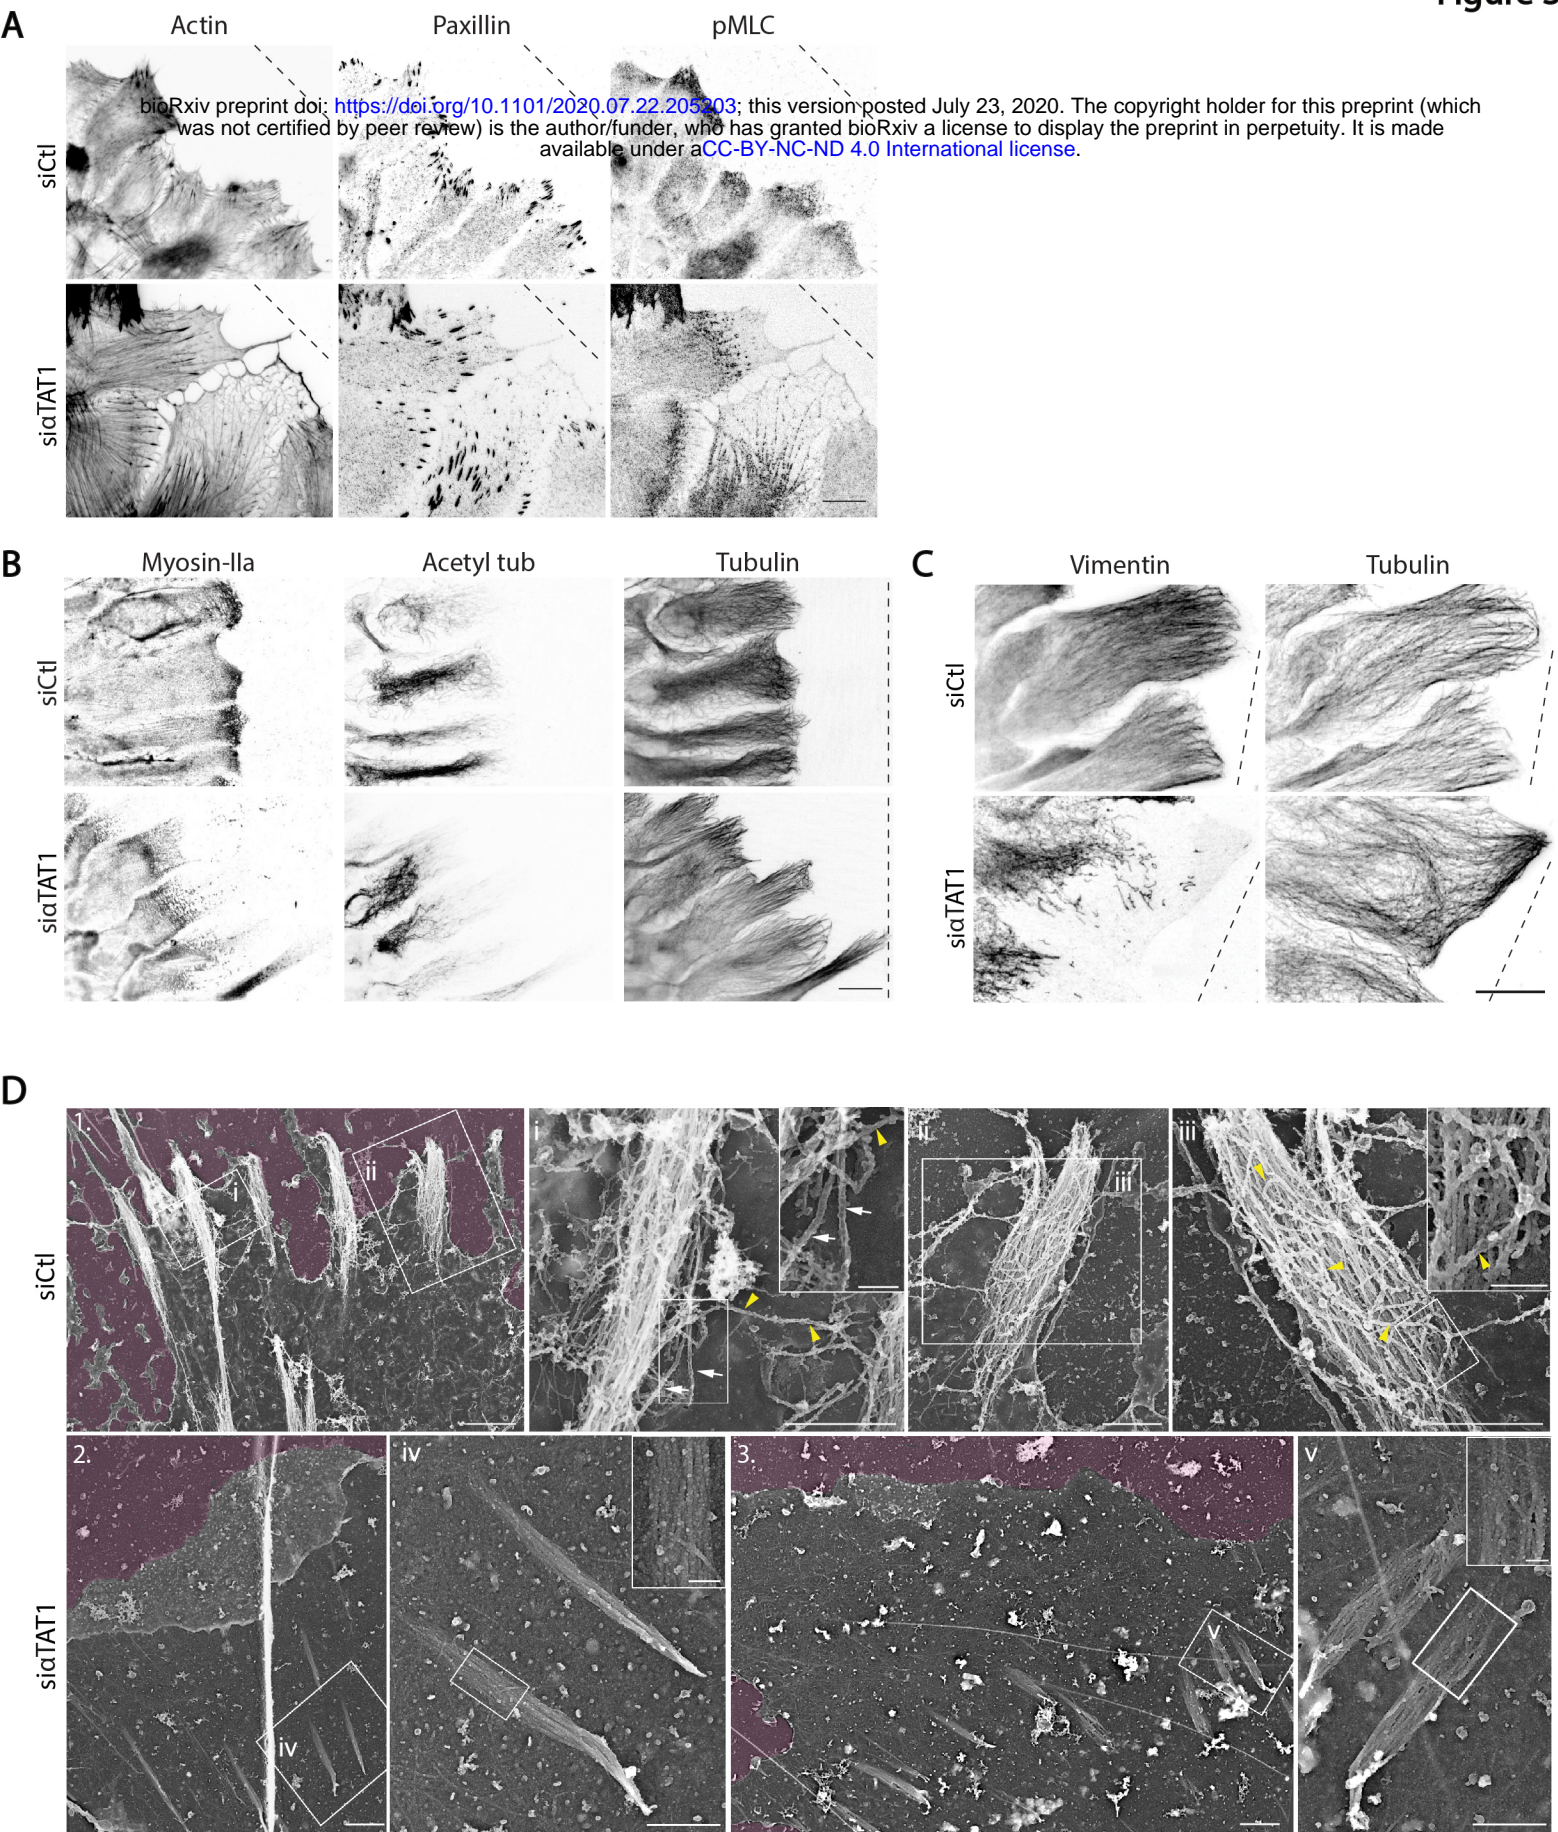 Figure
A
Actin
Paxillin
pMLC
bioRxiv preprint doi: https://doi.org/10.1101/2020.07.22.205203; this version posted July 23, 2020. The copyright holder for this preprint (which
was not certified by peer review) is the author/funder, who has granted bioRxiv a license to display the preprint in perpetuity. It is made
available under aCC-BY-NC-ND 4.0 International license.
siCtl
siαTAT1
B
Myosin-IIa
Acetyl tub
Tubulin
siCtl
siαTAT1
C
Vimentin
Tubulin
siCtl
siαTAT1
D
siCtl
1.
i
ii
i
ii
iii
iii
siαTAT1
2.
iv
iv
3.
v
v